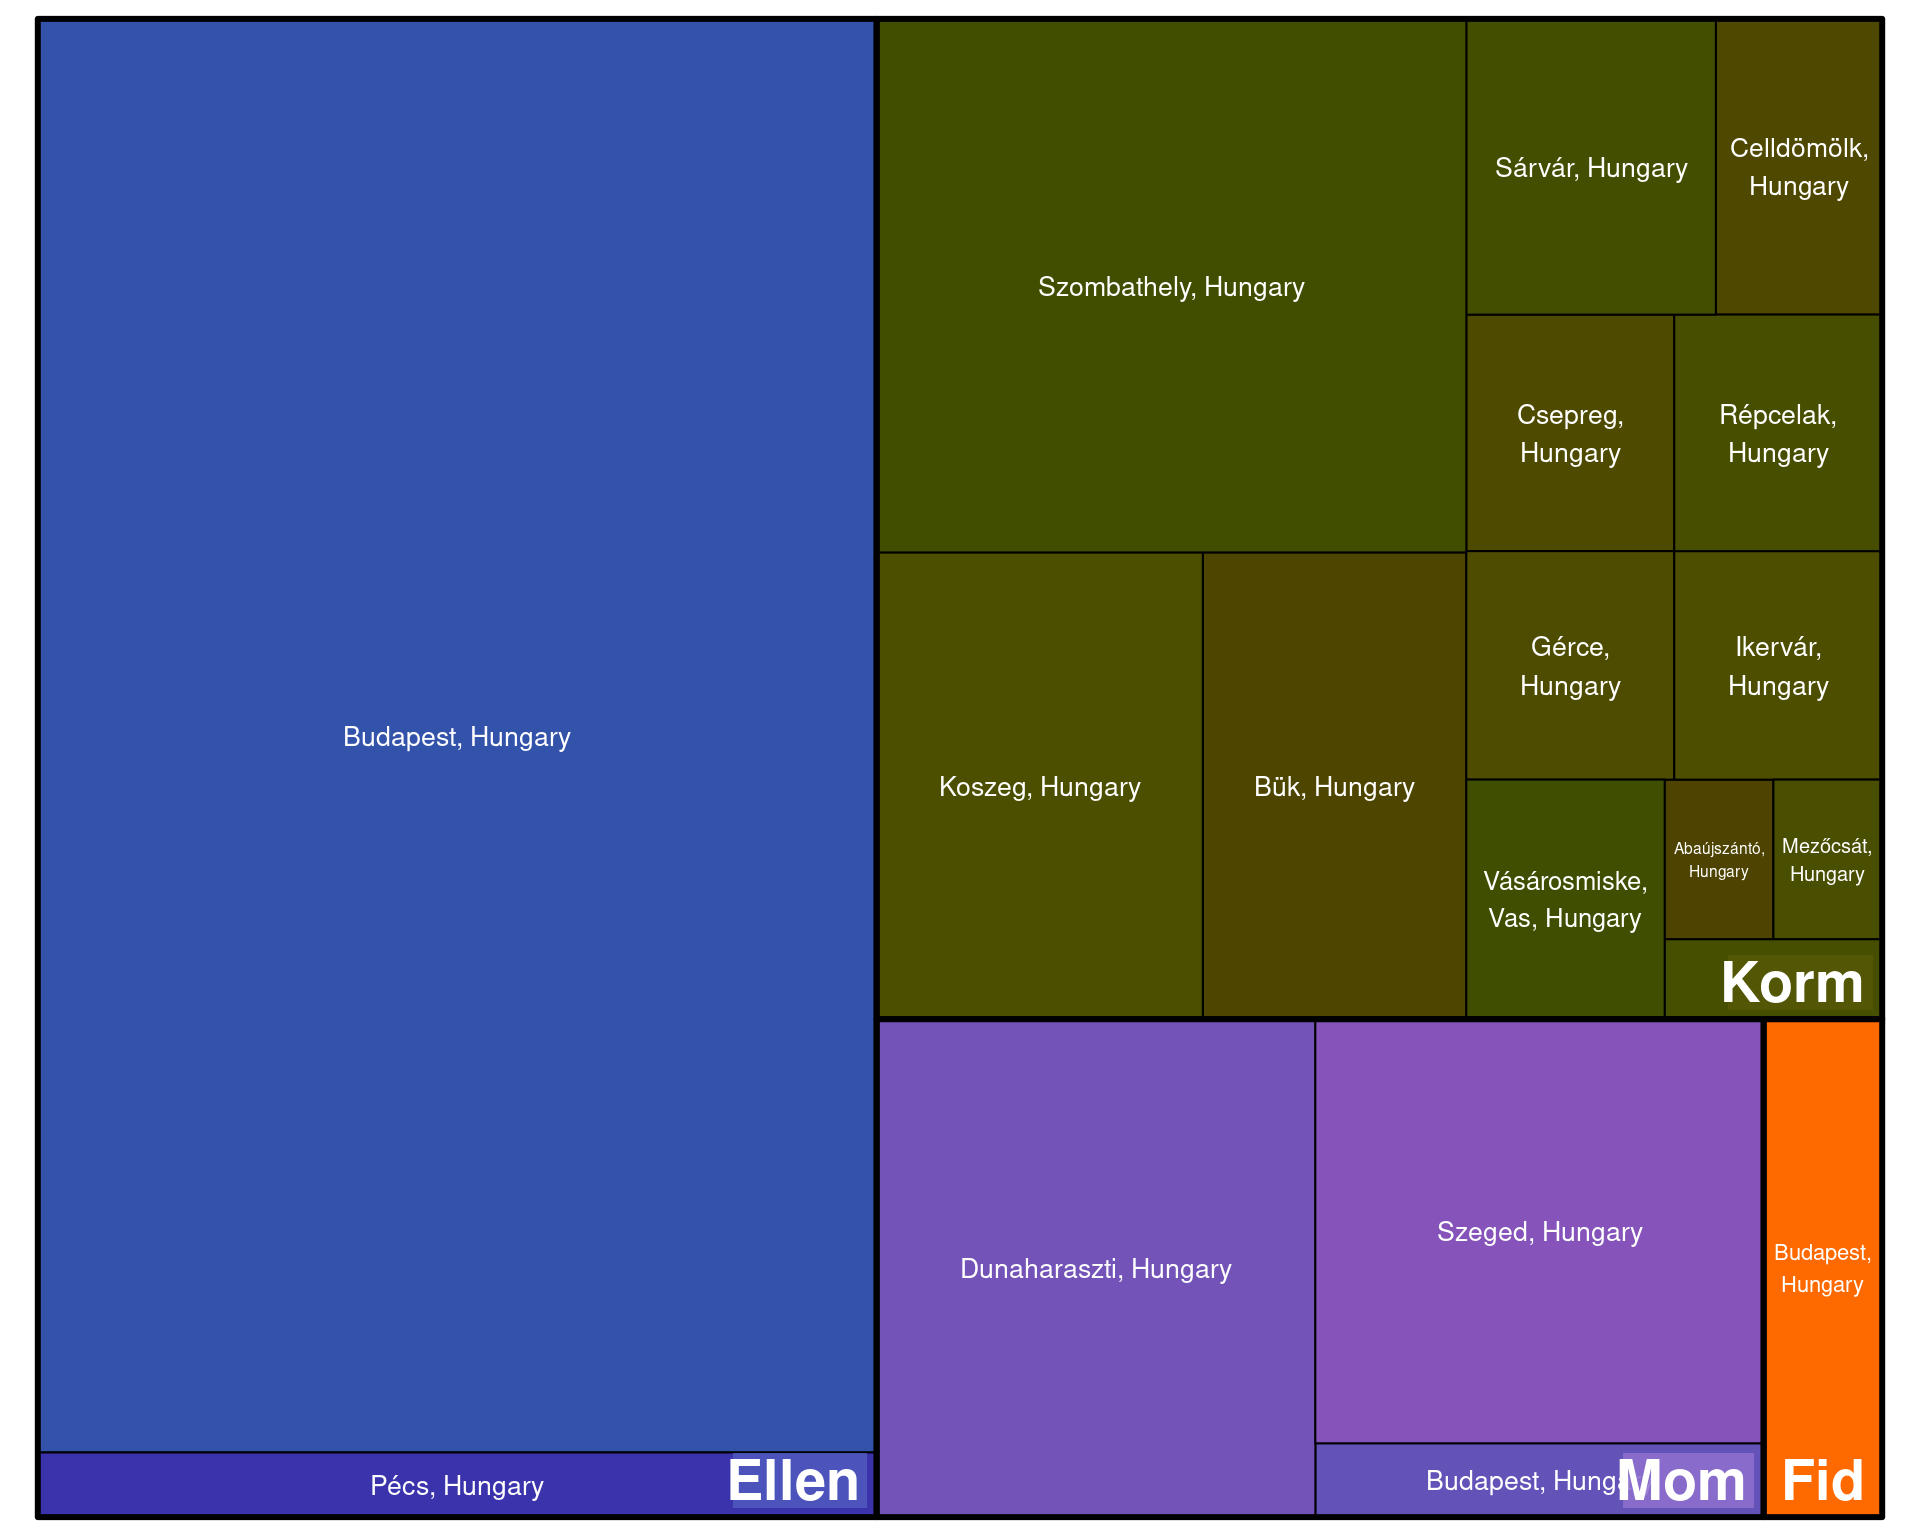 Budapest, Hungary
Pécs, Hungary
Ellen
Szombathely, Hungary
Sárvár, Hungary
Celldömölk,
Hungary
Csepreg,
Hungary
Répcelak,
Hungary
Koszeg, Hungary
Bük, Hungary
Gérce,
Hungary
Ikervár,
Hungary
Vásárosmiske,
Vas, Hungary
Abaújszántó,
Hungary
Mezőcsát,
Hungary
Korm
Dunaharaszti, Hungary
Szeged, Hungary
Budapest, Hunga
Mom
Budapest,
Hungary
Fid